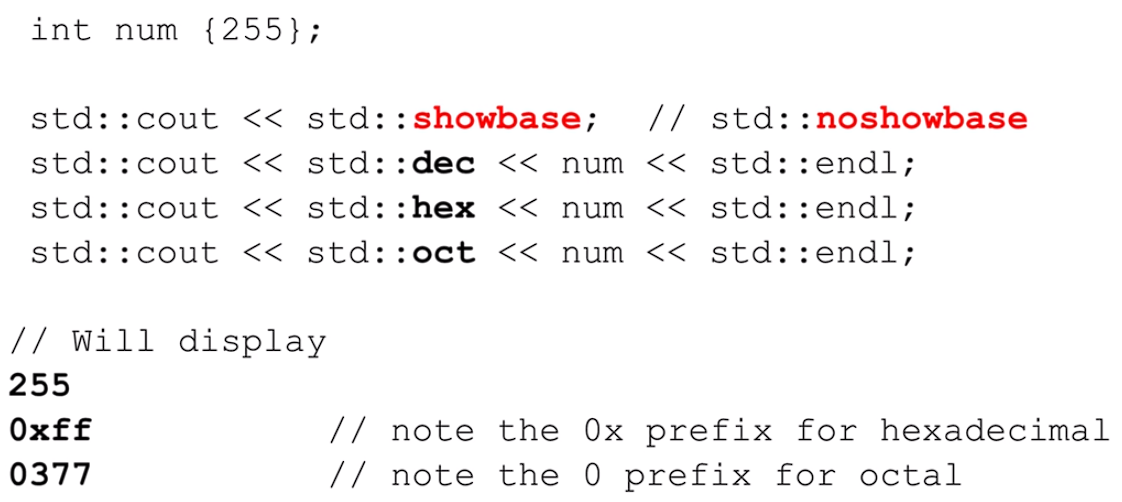 int num {255};
std::cout << std::showbase; // std::noshowbase
std::cout << std::dec << num << std::endl;
std::cout << std::hex << num << std::endl;
std::cout << std::oct << num << std::endl;
// Will display
255
0xff // note the 0x prefix for hexadecimal
0377 // note the 0 prefix for octal